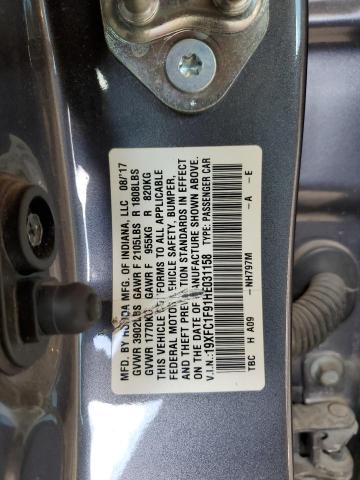 MFD. BY HONDA MFG. OF INDIANA, LLC 08/17
GVWR 3902LBS GAWR F 2105LBS R 1808LBS
GVWR 1770KG GAWR F 955KG R 820KG
THIS VEHICLE CONFORMS TO ALL APPLICABLE
FEDERAL MOTOR VEHICLE SAFETY, BUMPER,
AND THEFT PREVENTION STANDARDS IN EFFECT
ON THE DATE OF MANUFACTURE SHOWN ABOVE.
V.I.N.: 19XFC1F91HE031158 TYPE: PASSENGER CAR
TBC H A09 -NH797M -A -E